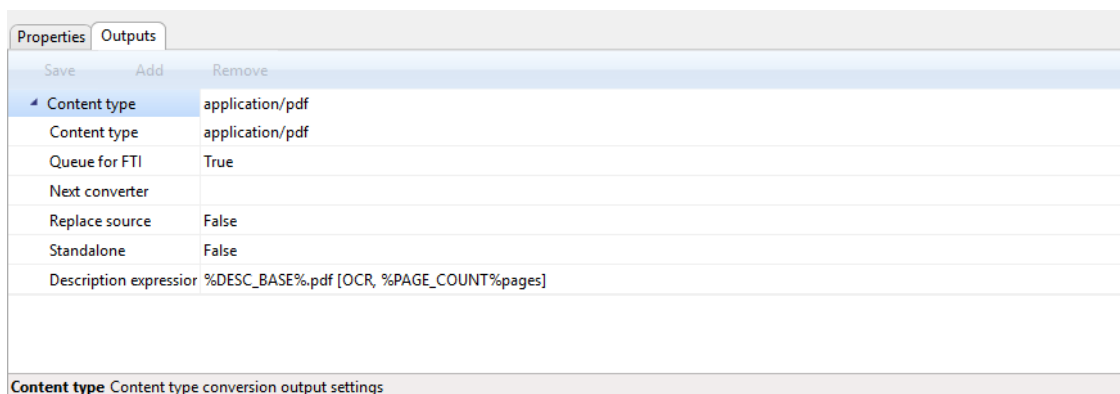 Properties Outputs
Save Add Remove
Content type application/pdf
Content type application/pdf
Queue for FTI True
Next converter
Replace source False
Standalone False
Description expression %DESC_BASE%.pdf [OCR, %PAGE_COUNT%pages]
Content type Content type conversion output settings